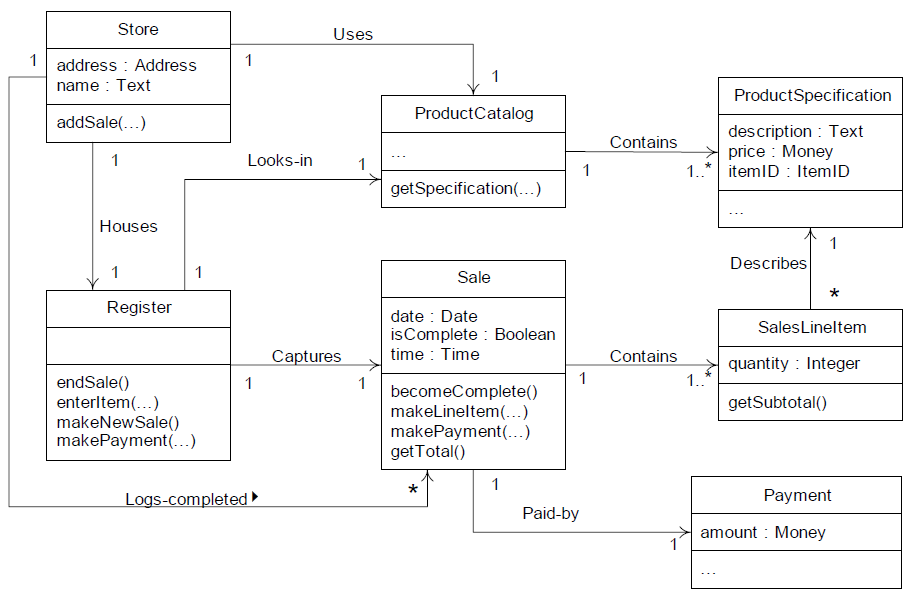 Store
address : Address
name : Text
addSale(...)
1
1
Uses
1
1
Houses
1
1
Looks-in
1
ProductCatalog
...
getSpecification(...)
Contains
1
1..*
ProductSpecification
description : Text
price : Money
itemID : ItemID
...
1
Describes
*
Register
endSale()
enterItem(...)
makeNewSale()
makePayment(...)
Captures
1
1
Sale
date : Date
isComplete : Boolean
time : Time
becomeComplete()
makeLineItem(...)
makePayment(...)
getTotal()
Contains
1
1..*
SalesLineItem
quantity : Integer
getSubtotal()
Logs-completed
*
1
Paid-by
1
Payment
amount : Money
...